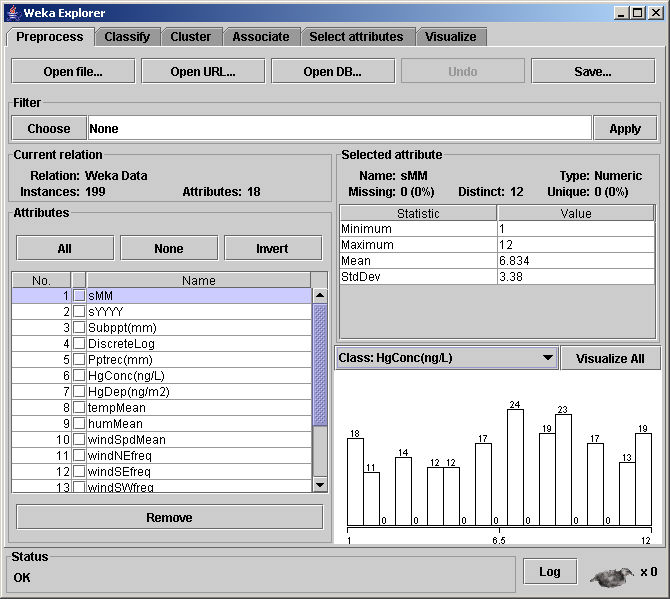 Weka Explorer
Preprocess Classify Cluster Associate Select attributes Visualize
Open file... Open URL... Open DB... Undo Save...
Filter
Choose None Apply
Current relation
Relation: Weka Data
Instances: 199 Attributes: 18
Attributes
All None Invert
No. Name
1 sMM
2 sYYYY
3 Subppt(mm)
4 DiscreteLog
5 Pptrec(mm)
6 HgConc(ng/L)
7 HgDep(ng/m2)
8 tempMean
9 humMean
10 windSpdMean
11 windNEfreq
12 windSEfreq
13 windSWfreq
Remove
Selected attribute
Name: sMM Type: Numeric
Missing: 0 (0%) Distinct: 12 Unique: 0 (0%)
Statistic Value
Minimum 1
Maximum 12
Mean 6.834
StdDev 3.38
Class: HgConc(ng/L) Visualize All
18 11 0 14 0 12 12 0 17 0 24 0 19 23 0 17 0 13 19
1 6.5 12
Status
OK
Log x 0